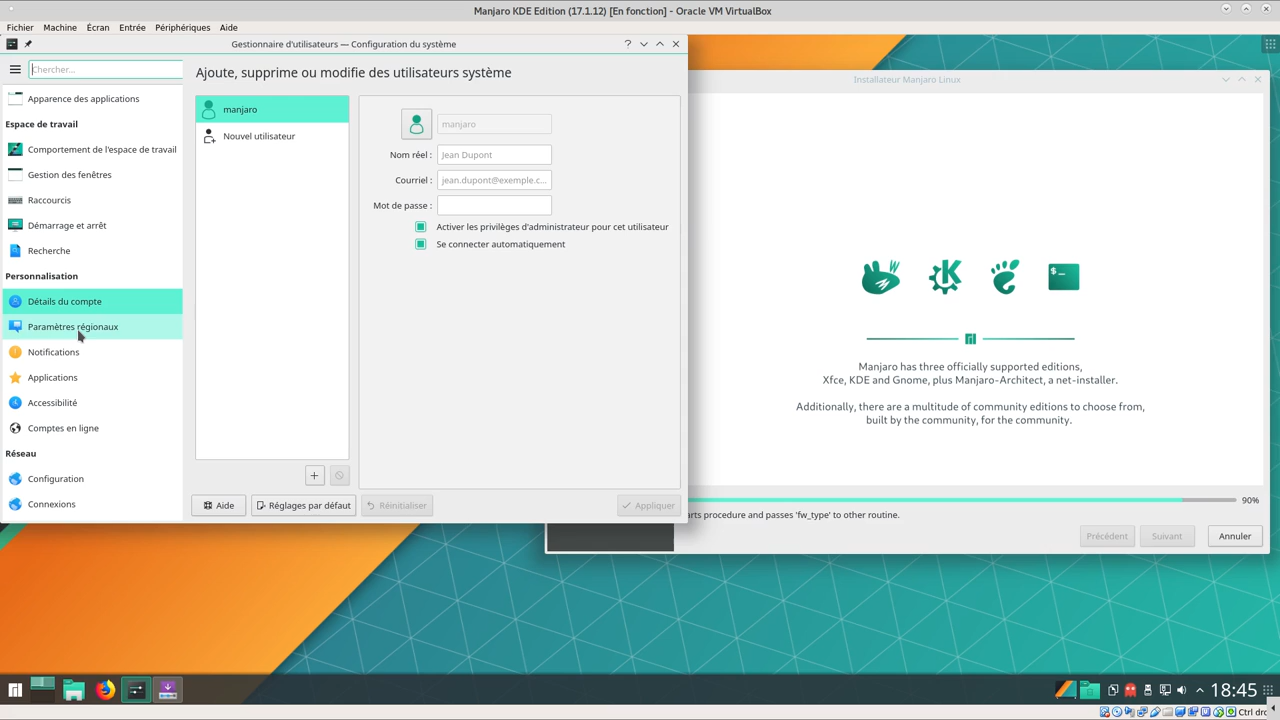 Manjaro KDE Edition (17.1.12) [En fonction] - Oracle VM VirtualBox
Fichier Machine Écran Entrée Périphériques Aide
Gestionnaire d'utilisateurs — Configuration du système
Chercher...
Apparence des applications
Espace de travail
Comportement de l'espace de travail
Gestion des fenêtres
Raccourcis
Démarrage et arrêt
Recherche
Personnalisation
Détails du compte
Paramètres régionaux
Notifications
Applications
Accessibilité
Comptes en ligne
Réseau
Configuration
Connexions
Ajoute, supprime ou modifie des utilisateurs système
manjaro
Nouvel utilisateur
manjaro
Nom réel : Jean Dupont
Courriel : jean.dupont@exemple.c...
Mot de passe :
Activer les privilèges d'administrateur pour cet utilisateur
Se connecter automatiquement
Aide Réglages par défaut Réinitialiser Appliquer
Installateur Manjaro Linux
Manjaro has three officially supported editions,
Xfce, KDE and Gnome, plus Manjaro-Architect, a net-installer.
Additionally, there are a multitude of community editions to choose from,
built by the community, for the community.
90%
arts procedure and passes 'fw_type' to other routine.
Précédent Suivant Annuler
18:45
Ctrl drc